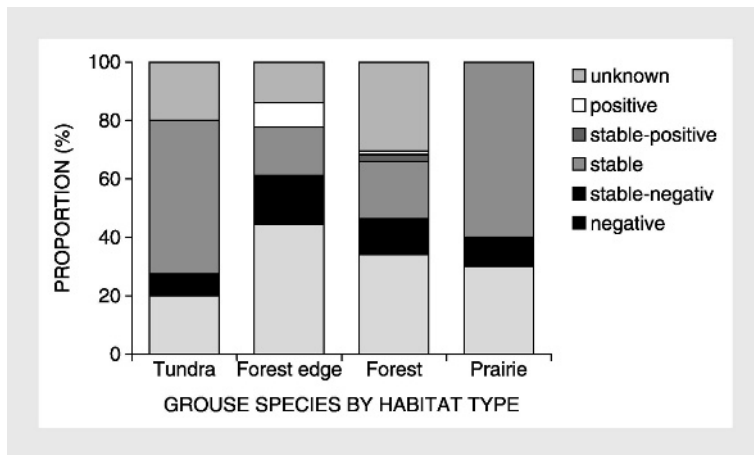 100
80
60
40
20
0
PROPORTION (%)
Tundra Forest edge Forest Prairie
GROUSE SPECIES BY HABITAT TYPE
unknown
positive
stable-positive
stable
stable-negativ
negative